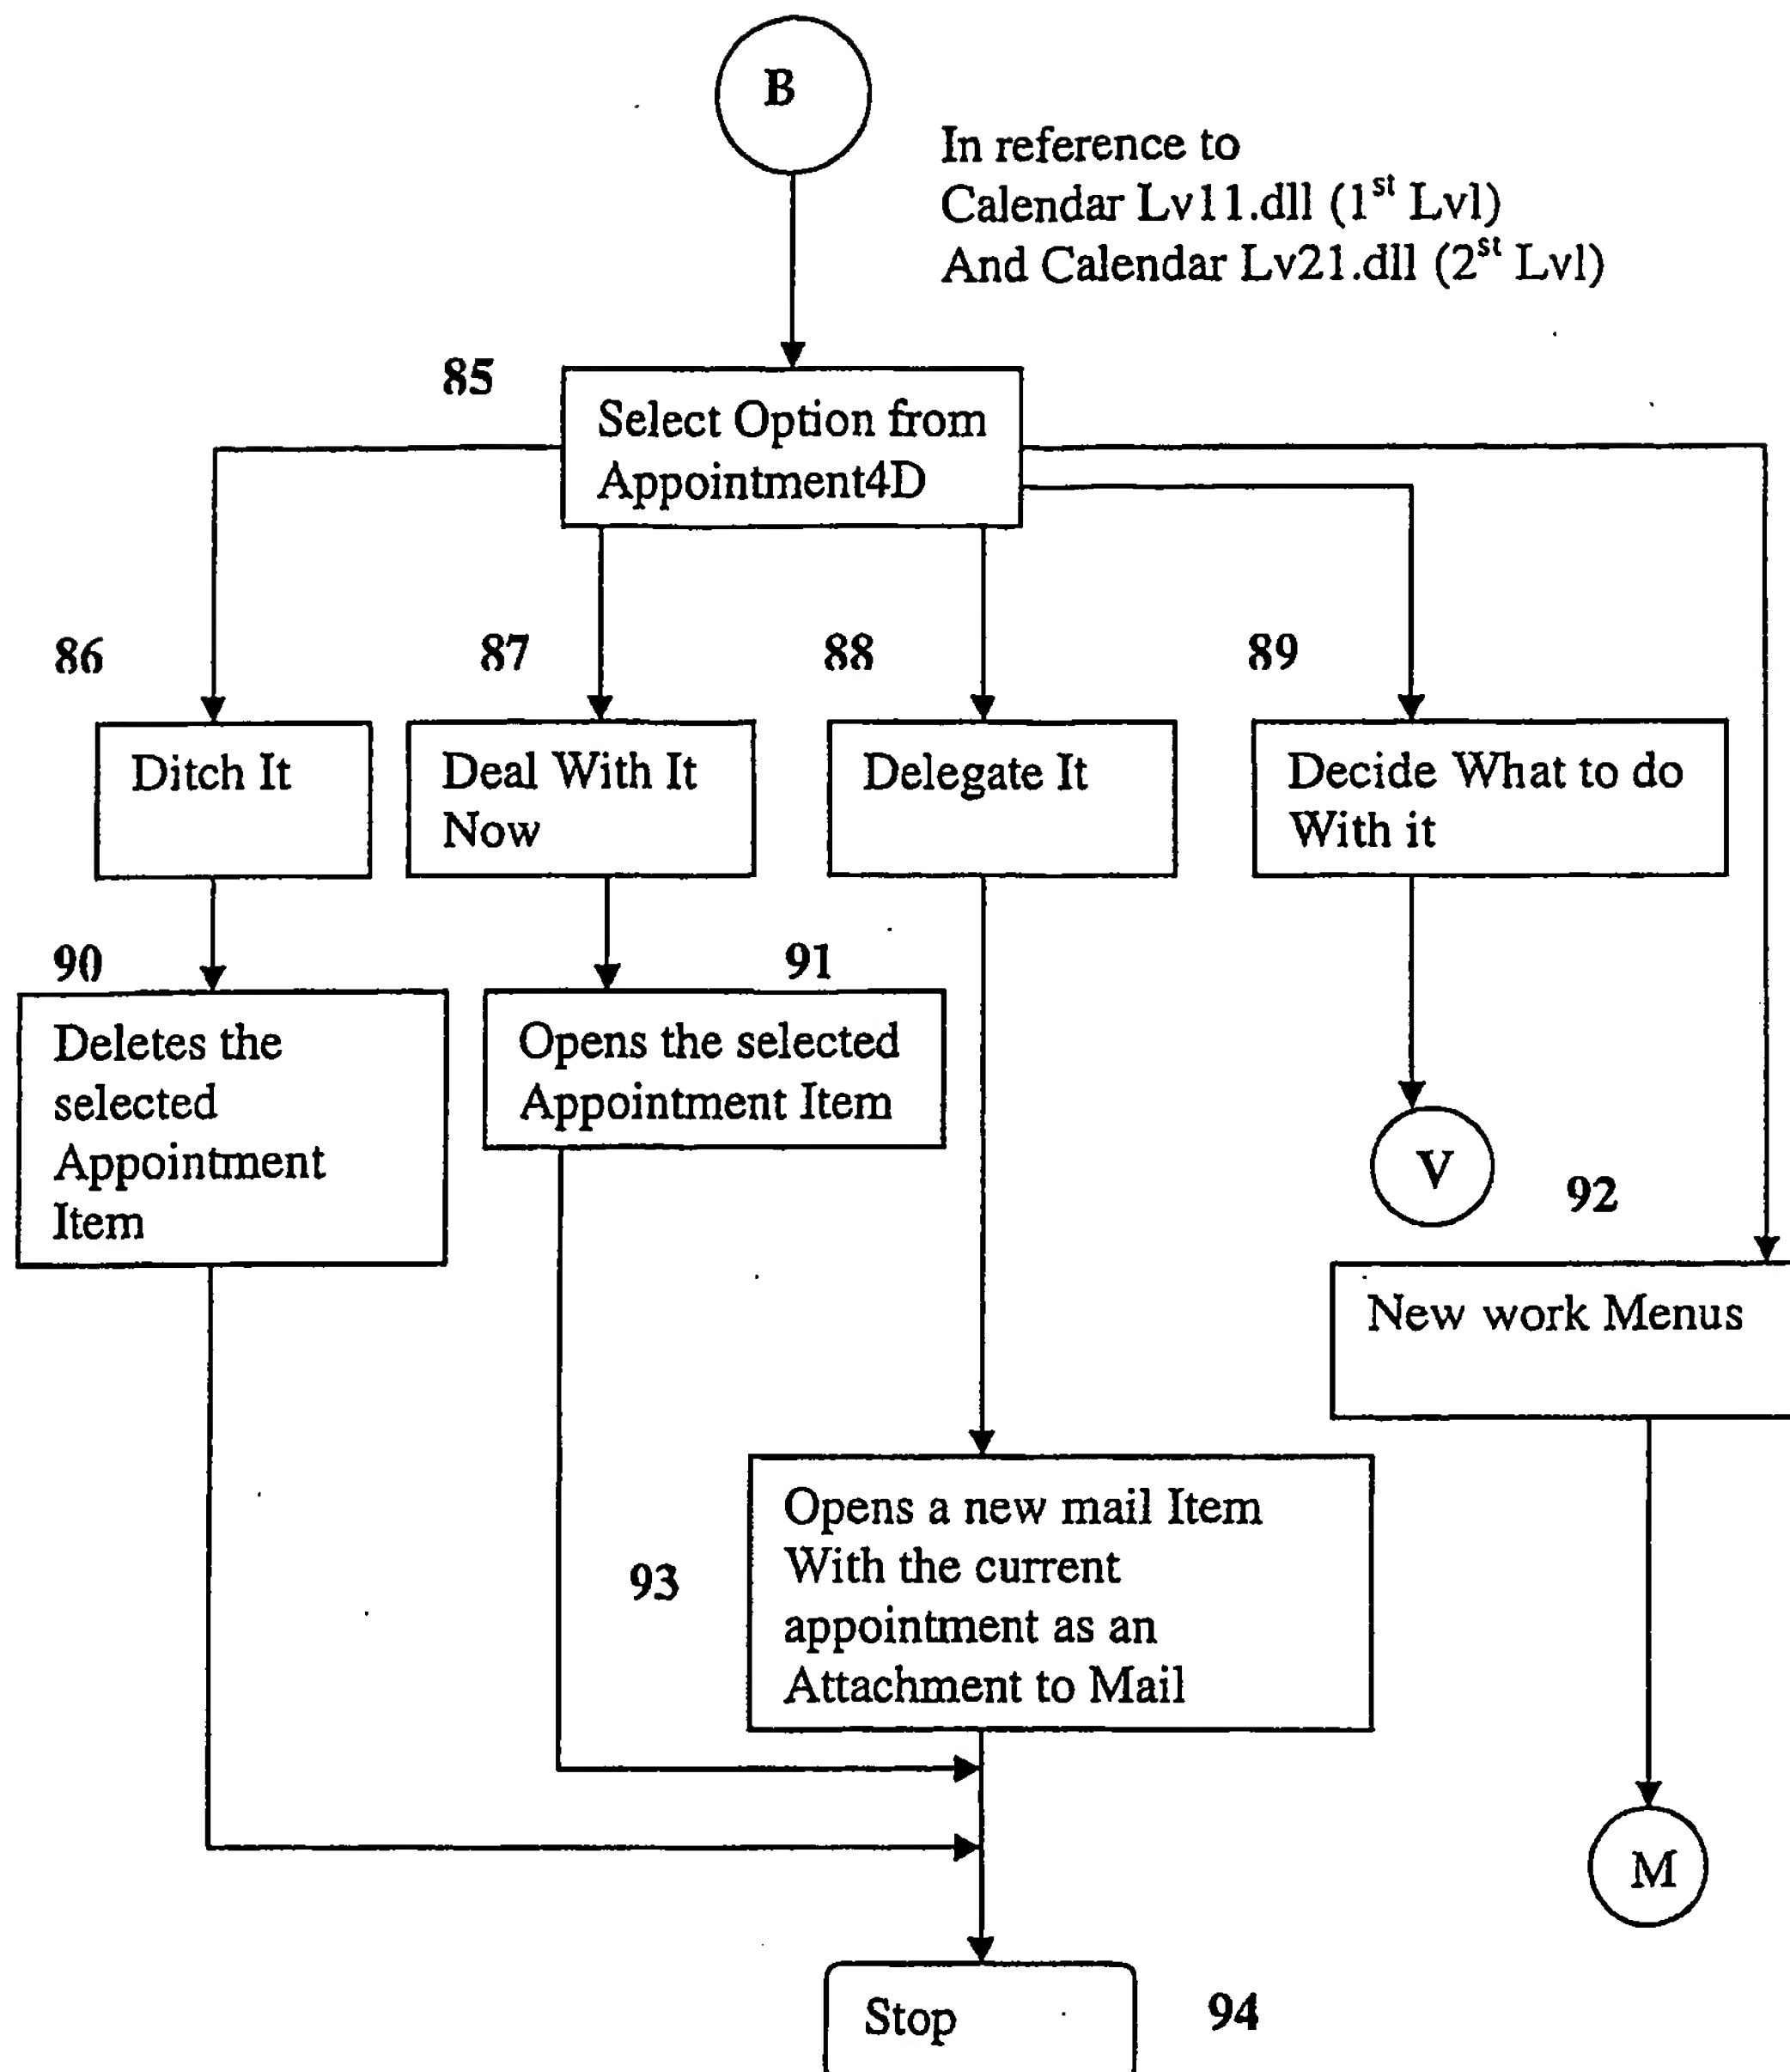 B
In reference to
Calendar Lv11.dll (1st Lvl)
And Calendar Lv21.dll (2st Lvl)
85
Select Option from
Appointment4D
86
87
88
89
Ditch It
Deal With It
Now
Delegate It
Decide What to do
With it
90
91
Deletes the
selected
Appointment
Item
Opens the selected
Appointment Item
V
92
New work Menus
93
Opens a new mail Item
With the current
appointment as an
Attachment to Mail
M
Stop
94